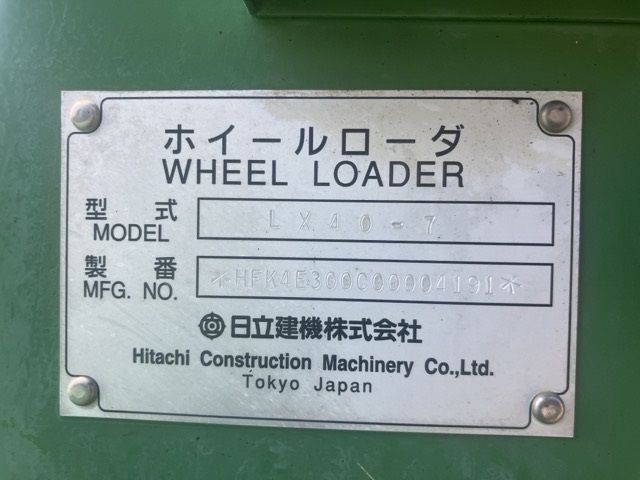 ホイールローダ
WHEEL LOADER
型式 LX40-7
MODEL
製番 *HFK4E300C00004191*
MFG. NO.
日立建機株式会社
Hitachi Construction Machinery Co.,Ltd.
Tokyo Japan